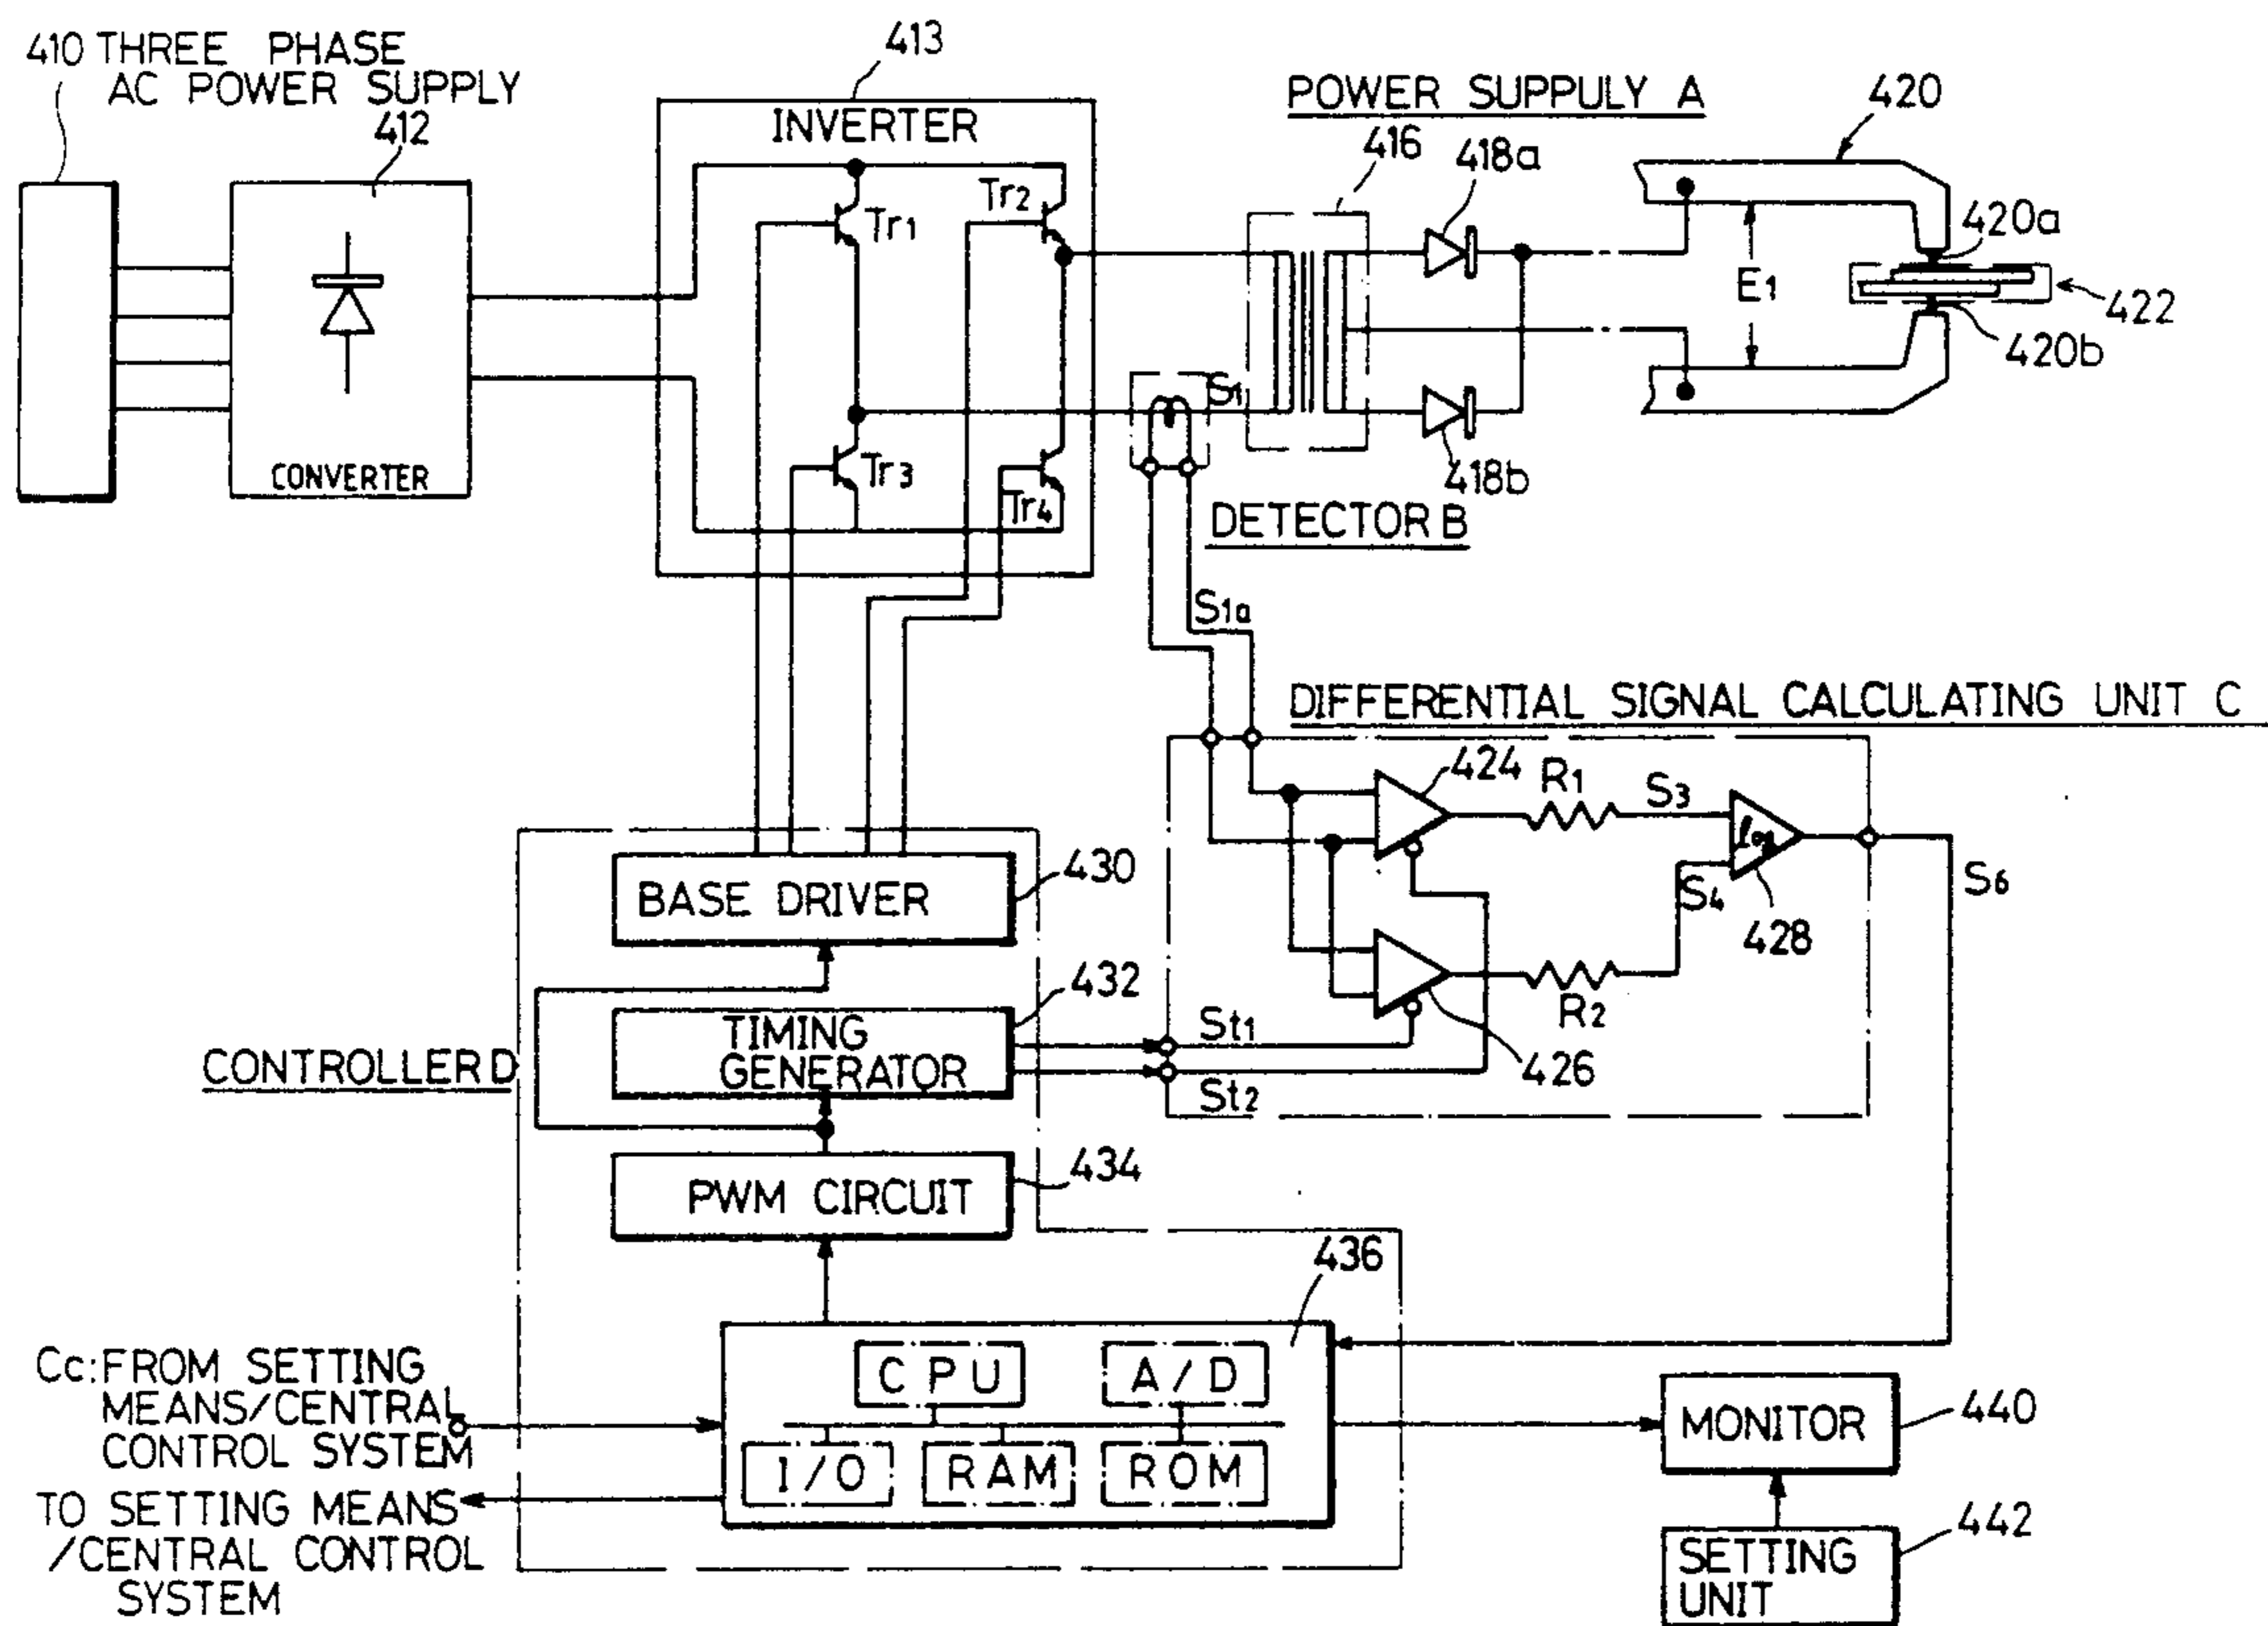 410 THREE PHASE
AC POWER SUPPLY
412
CONVERTER
413
INVERTER
Tr1
Tr2
Tr3
Tr4
POWER SUPPULY A
416
418a
418b
420
420a
420b
422
E1
S1
DETECTOR B
S1a
DIFFERENTIAL SIGNAL CALCULATING UNIT C
424
R1
S3
log
428
S4
S6
R2
426
St1
St2
CONTROLLER D
BASE DRIVER
430
TIMING
GENERATOR
432
PWM CIRCUIT
434
436
CPU
A/D
I/O
RAM
ROM
Cc:FROM SETTING
MEANS/CENTRAL
CONTROL SYSTEM
TO SETTING MEANS
/CENTRAL CONTROL
SYSTEM
MONITOR
440
SETTING
UNIT
442